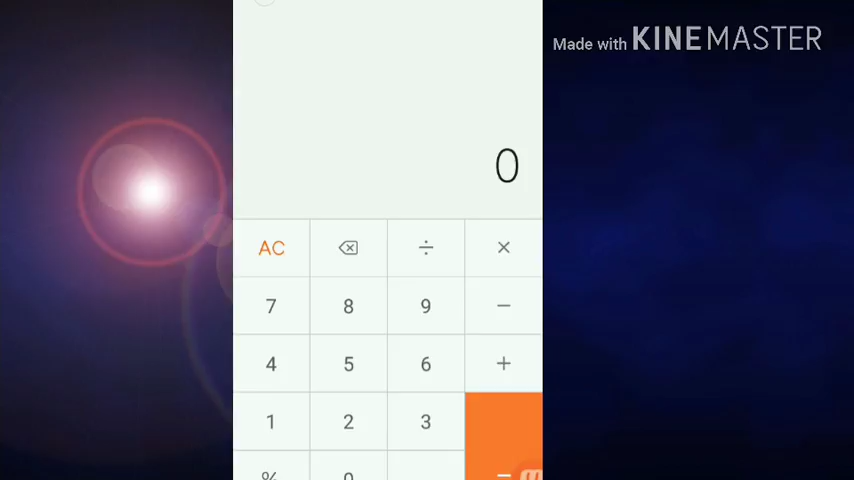 Made with KINEMASTER
0
AC ÷ ×
7 8 9 −
4 5 6 +
1 2 3
% 0 =